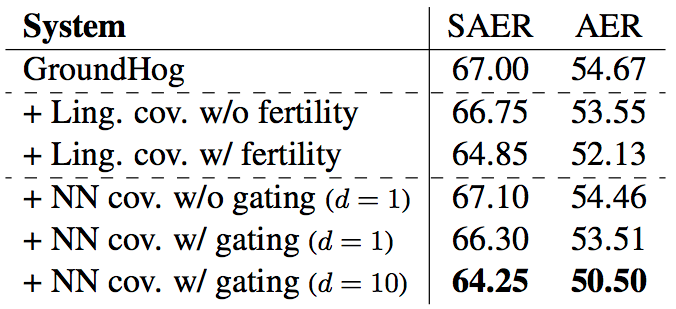 System SAER AER
GroundHog 67.00 54.67
+ Ling. cov. w/o fertility 66.75 53.55
+ Ling. cov. w/ fertility 64.85 52.13
+ NN cov. w/o gating (d = 1) 67.10 54.46
+ NN cov. w/ gating (d = 1) 66.30 53.51
+ NN cov. w/ gating (d = 10) 64.25 50.50